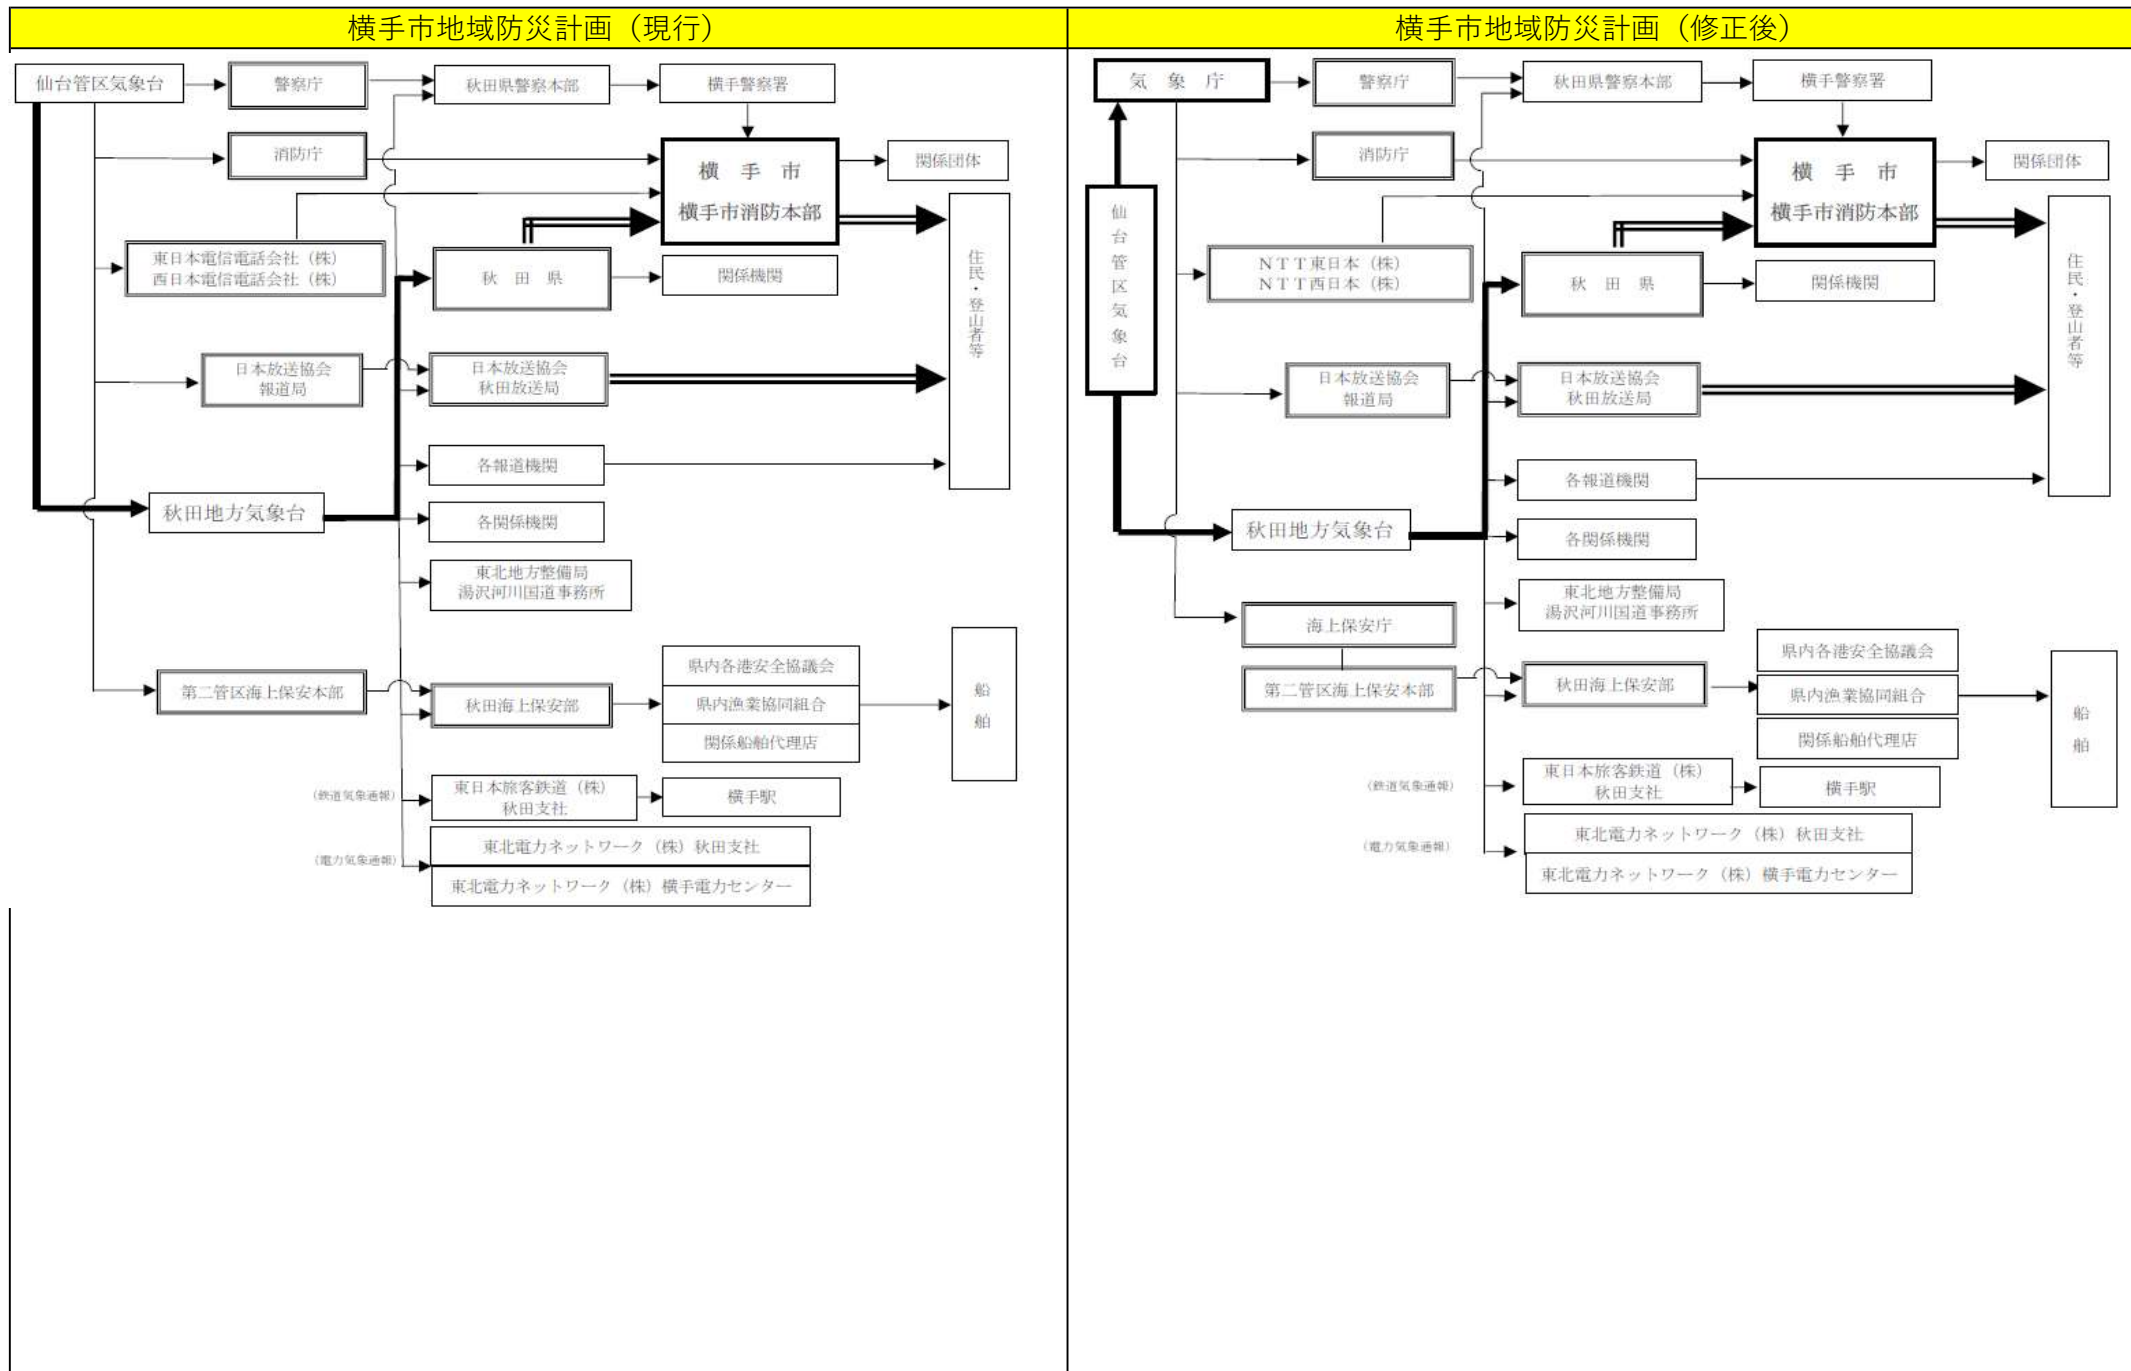 横手市地域防災計画（現行）
仙台管区気象台
警察庁
秋田県警察本部
横手警察署
消防庁
横 手 市
横手市消防本部
関係団体
東日本電信電話会社（株）
西日本電信電話会社（株）
秋 田 県
関係機関
住民・登山者等
日本放送協会
報道局
日本放送協会
秋田放送局
各報道機関
秋田地方気象台
各関係機関
東北地方整備局
湯沢河川国道事務所
第二管区海上保安本部
秋田海上保安部
県内各港安全協議会
県内漁業協同組合
関係船舶代理店
船舶
（鉄道気象通報）
東日本旅客鉄道（株）
秋田支社
横手駅
（電力気象通報）
東北電力ネットワーク（株）秋田支社
東北電力ネットワーク（株）横手電力センター
横手市地域防災計画（修正後）
気 象 庁
警察庁
秋田県警察本部
横手警察署
消防庁
横 手 市
横手市消防本部
関係団体
仙台管区気象台
ＮＴＴ東日本（株）
ＮＴＴ西日本（株）
秋 田 県
関係機関
住民・登山者等
日本放送協会
報道局
日本放送協会
秋田放送局
各報道機関
秋田地方気象台
各関係機関
東北地方整備局
湯沢河川国道事務所
海上保安庁
第二管区海上保安本部
秋田海上保安部
県内各港安全協議会
県内漁業協同組合
関係船舶代理店
船舶
（鉄道気象通報）
東日本旅客鉄道（株）
秋田支社
横手駅
（電力気象通報）
東北電力ネットワーク（株）秋田支社
東北電力ネットワーク（株）横手電力センター